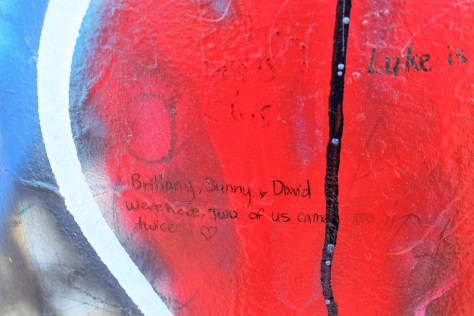 Luke is
Brittany, Sunny & David
were here. Two of us came
twice ♡